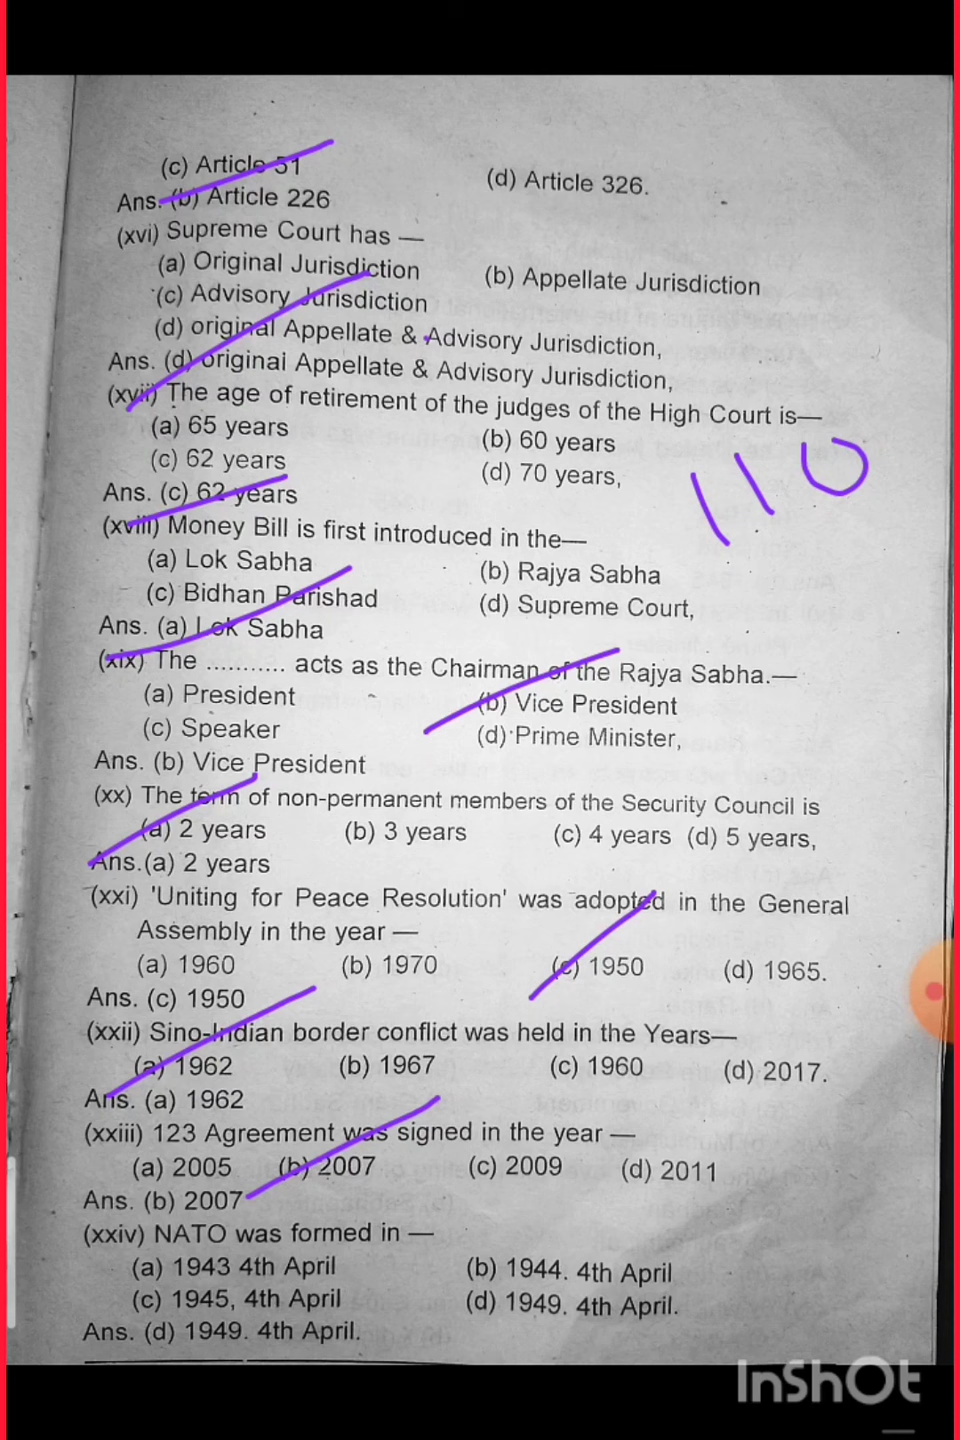 (c) Article 51 (d) Article 326.
Ans. (b) Article 226
(xvi) Supreme Court has —
(a) Original Jurisdiction (b) Appellate Jurisdiction
(c) Advisory Jurisdiction
(d) original Appellate & Advisory Jurisdiction,
Ans. (d) original Appellate & Advisory Jurisdiction,
(xvii) The age of retirement of the judges of the High Court is—
(a) 65 years (b) 60 years
(c) 62 years (d) 70 years,
Ans. (c) 62 years
110
(xviii) Money Bill is first introduced in the—
(a) Lok Sabha (b) Rajya Sabha
(c) Bidhan Parishad (d) Supreme Court,
Ans. (a) Lok Sabha
(xix) The ........... acts as the Chairman of the Rajya Sabha.—
(a) President (b) Vice President
(c) Speaker (d) Prime Minister,
Ans. (b) Vice President
(xx) The term of non-permanent members of the Security Council is
(a) 2 years (b) 3 years (c) 4 years (d) 5 years,
Ans.(a) 2 years
(xxi) 'Uniting for Peace Resolution' was adopted in the General
Assembly in the year —
(a) 1960 (b) 1970 (c) 1950 (d) 1965.
Ans. (c) 1950
(xxii) Sino-Indian border conflict was held in the Years—
(a) 1962 (b) 1967 (c) 1960 (d) 2017.
Ans. (a) 1962
(xxiii) 123 Agreement was signed in the year —
(a) 2005 (b) 2007 (c) 2009 (d) 2011
Ans. (b) 2007
(xxiv) NATO was formed in —
(a) 1943 4th April (b) 1944. 4th April
(c) 1945, 4th April (d) 1949. 4th April.
Ans. (d) 1949. 4th April.
InShOt